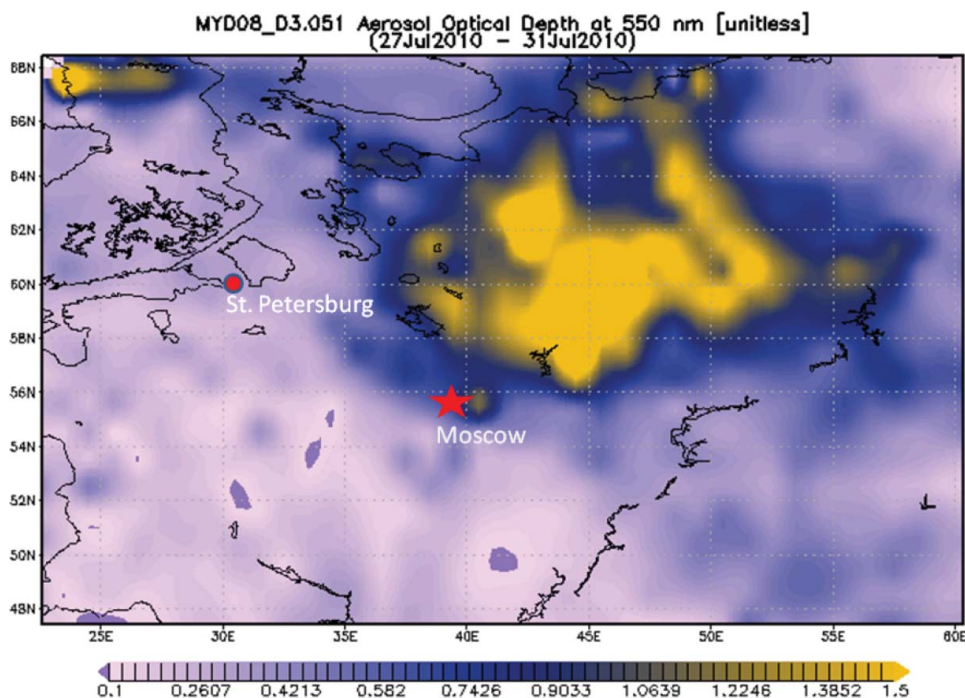 MYD08_D3.051 Aerosol Optical Depth at 550 nm [unitless]
(27Jul2010 – 31Jul2010)
68N
66N
64N
62N
60N
St. Petersburg
58N
56N
Moscow
54N
52N
50N
48N
25E 30E 35E 40E 45E 50E 55E 60E
0.1 0.2607 0.4213 0.582 0.7426 0.9033 1.0639 1.2246 1.3853 1.5